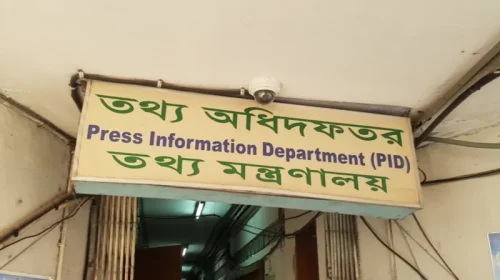 তথ্য অধিদফতর
Press Information Department (PID)
তথ্য মন্ত্রণালয়